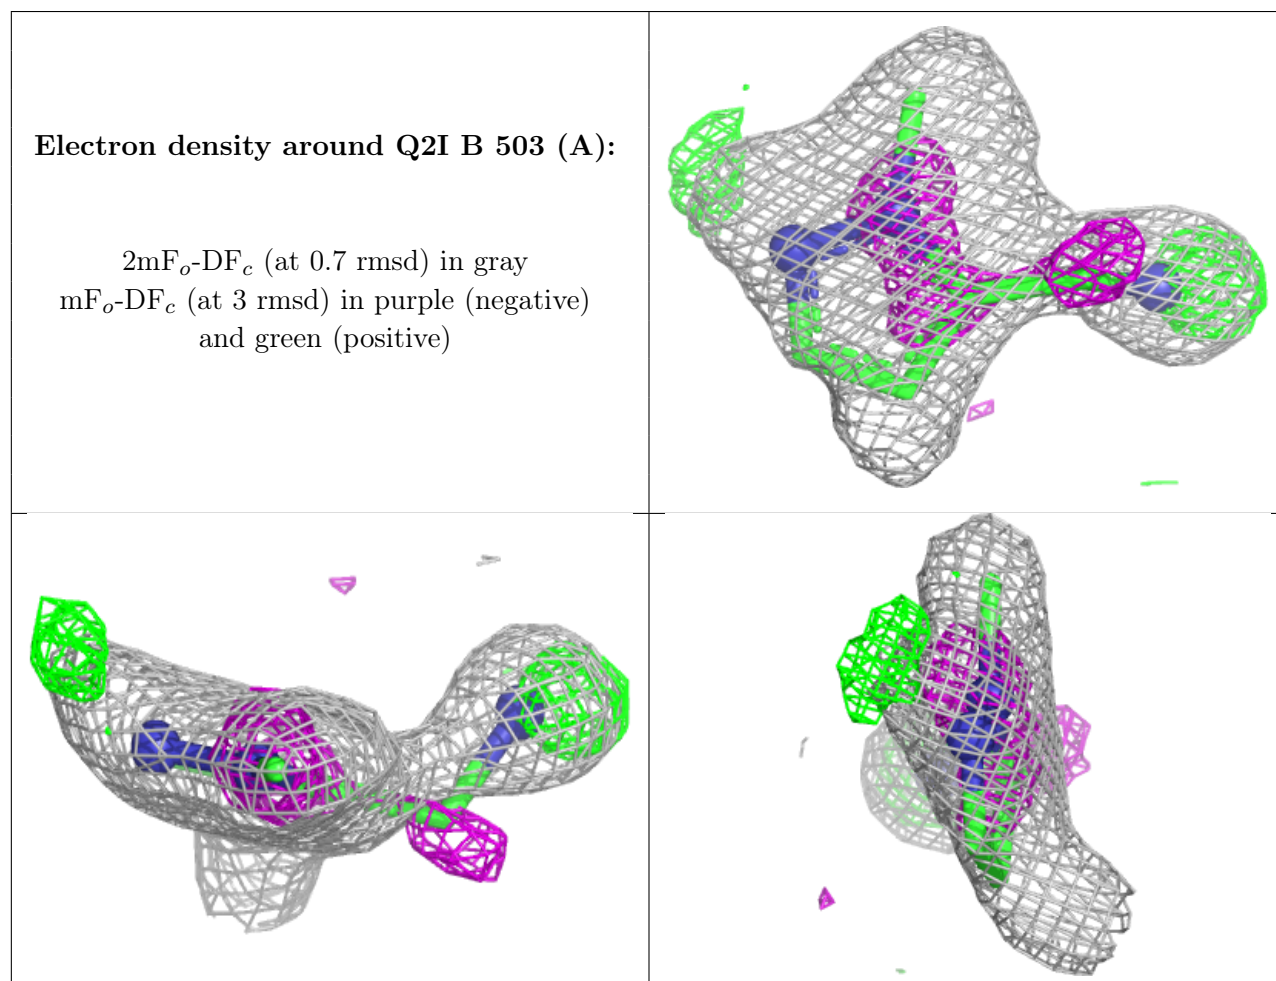 Electron density around Q2I B 503 (A):
2mFo-DFc (at 0.7 rmsd) in gray
mFo-DFc (at 3 rmsd) in purple (negative)
and green (positive)